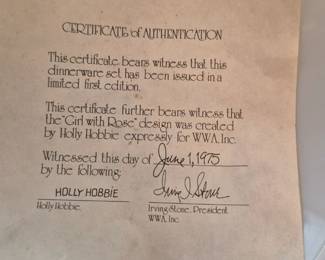 CERTIFICATE of AUTHENTICATION
This certificate bears witness that this
dinnerware set has been issued in a
limited first edition.
This certificate further bears witness that
the "Girl with Rose" design was created
by Holly Hobbie expressly for WWA, Inc.
Witnessed this day of June 1, 1975
by the following:
HOLLY HOBBIE Irving I. Stone
Holly Hobbie. Irving Stone, President
WWA, Inc.